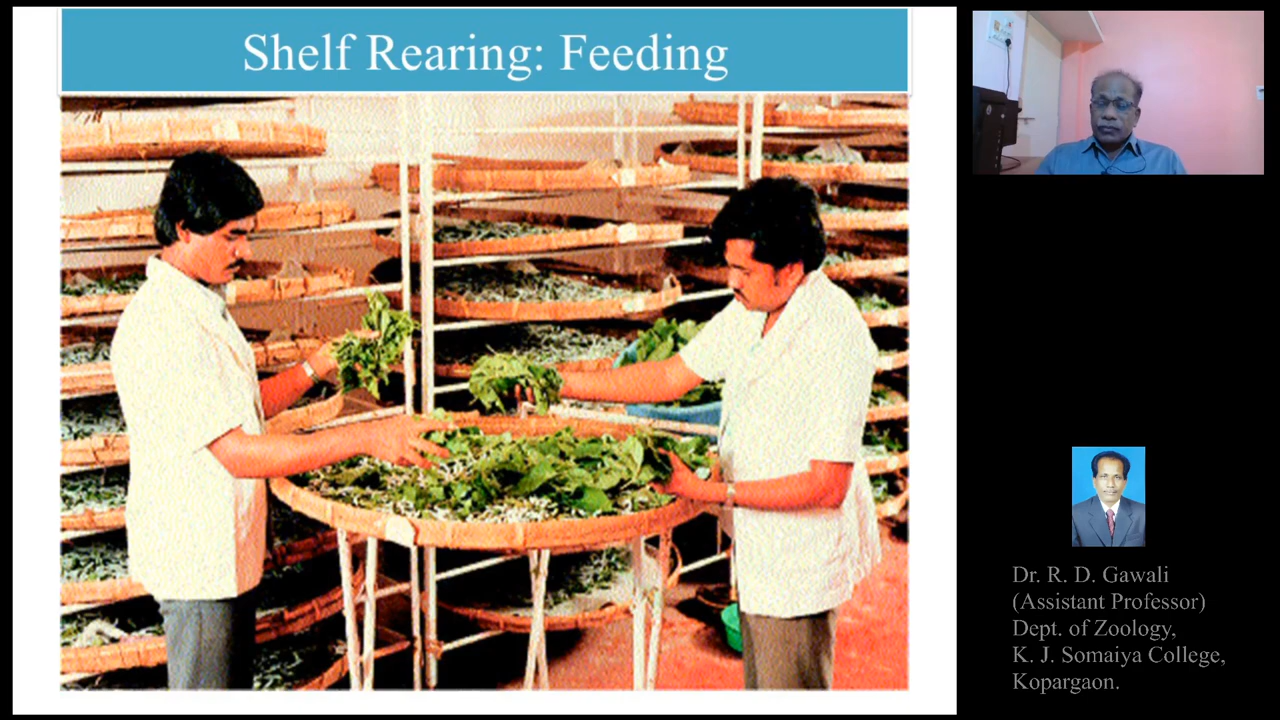 Shelf Rearing: Feeding
Dr. R. D. Gawali
(Assistant Professor)
Dept. of Zoology,
K. J. Somaiya College,
Kopargaon.